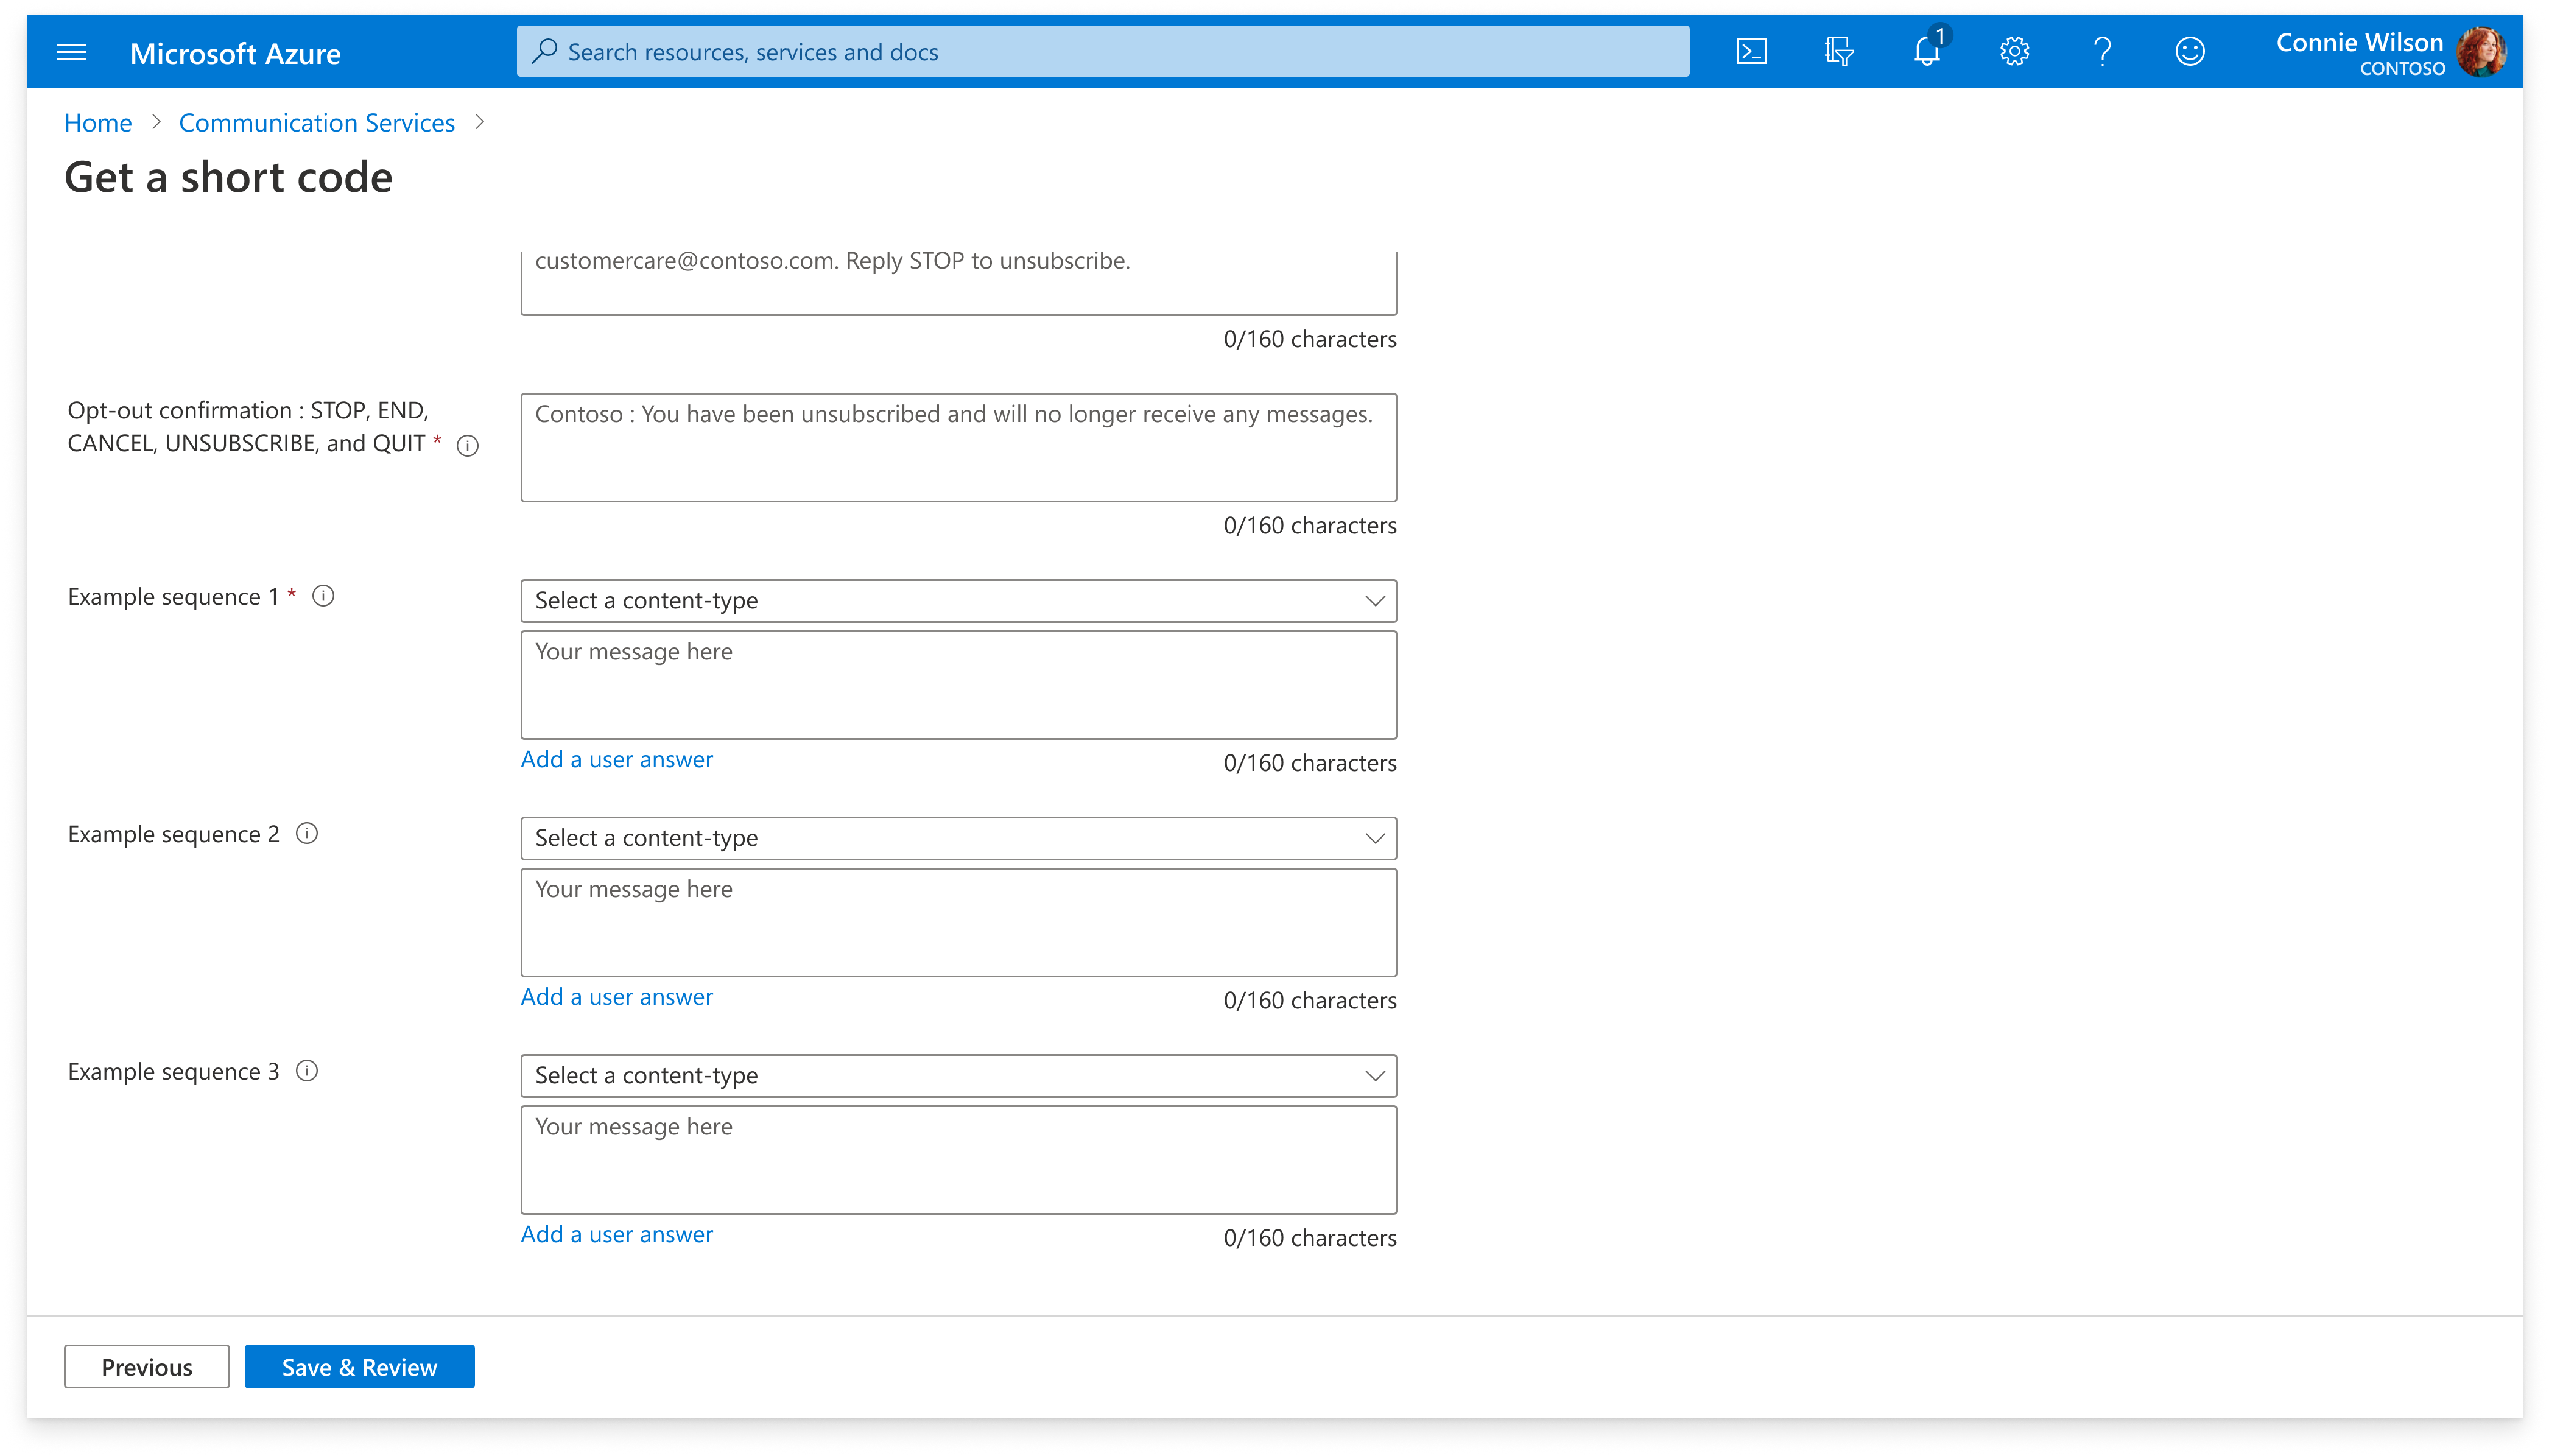 Microsoft Azure
Search resources, services and docs
1
Connie Wilson
CONTOSO
Home > Communication Services >
Get a short code
customercare@contoso.com. Reply STOP to unsubscribe.
0/160 characters
Opt-out confirmation : STOP, END,
CANCEL, UNSUBSCRIBE, and QUIT *
Contoso : You have been unsubscribed and will no longer receive any messages.
0/160 characters
Example sequence 1 *
Select a content-type
Your message here
Add a user answer
0/160 characters
Example sequence 2
Select a content-type
Your message here
Add a user answer
0/160 characters
Example sequence 3
Select a content-type
Your message here
Add a user answer
0/160 characters
Previous
Save & Review